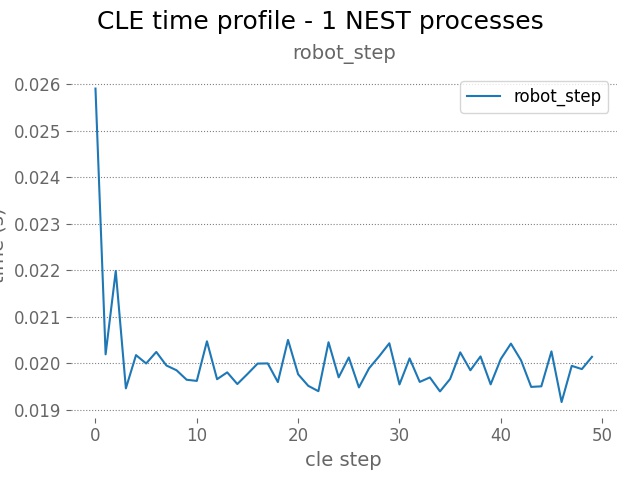 CLE time profile - 1 NEST processes
robot_step
robot_step
0.026
0.025
0.024
0.023
0.022
0.021
0.020
0.019
time (s)
0 10 20 30 40 50
cle step